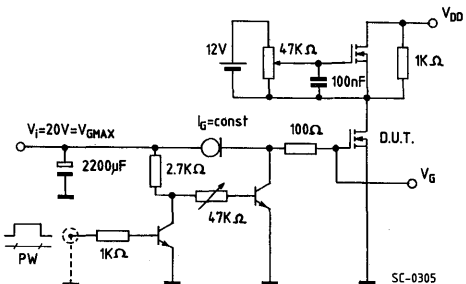 V_DD
12V
47KΩ
1KΩ
100nF
V_i=20V=V_GMAX
I_G=const
100Ω
D.U.T.
2200µF
2.7KΩ
V_G
47KΩ
PW
1KΩ
SC-0305